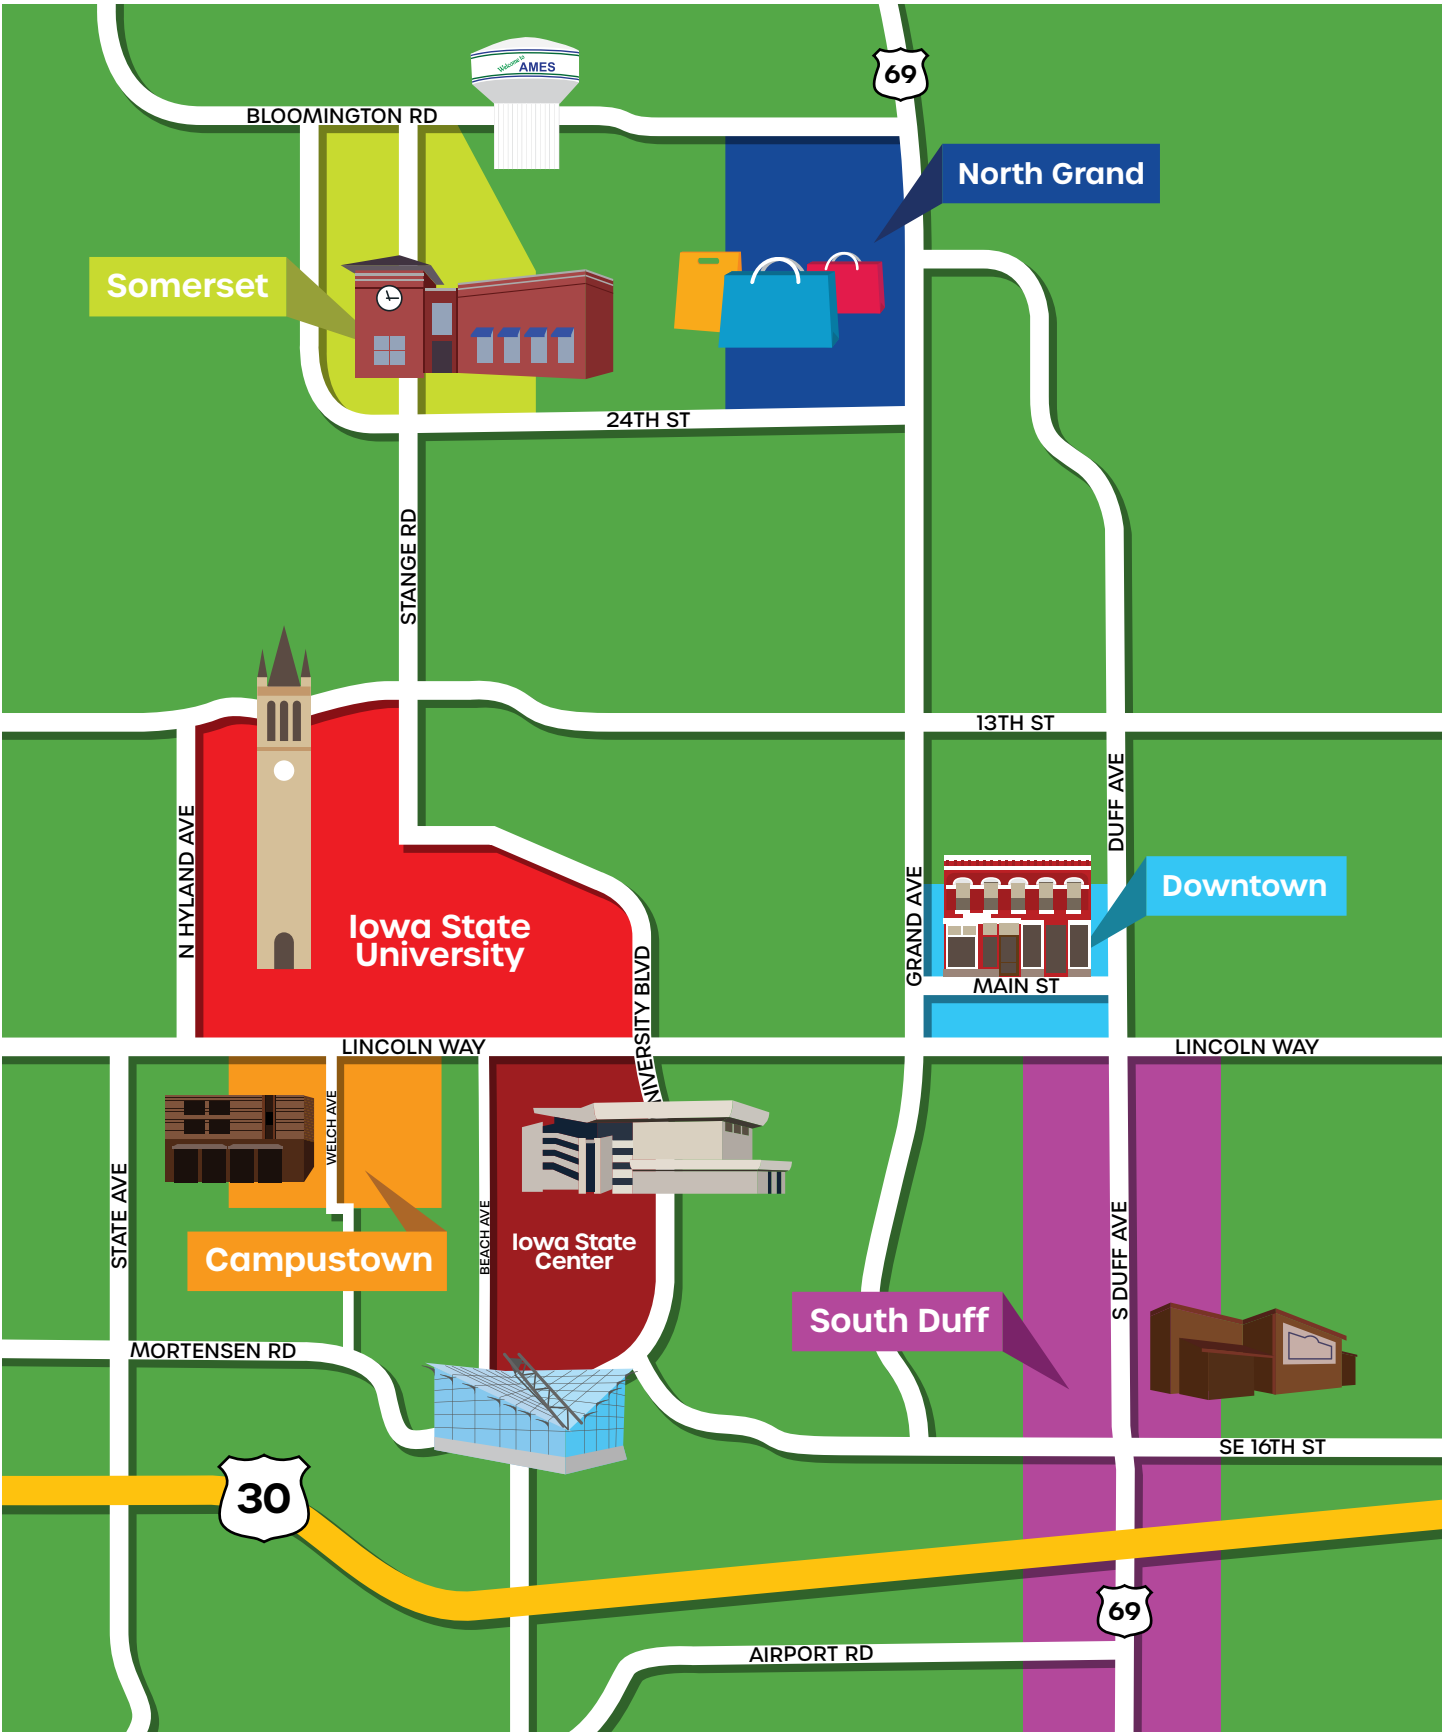 69
Welcome to
AMES
BLOOMINGTON RD
North Grand
Somerset
24TH ST
STANGE RD
13TH ST
DUFF AVE
N HYLAND AVE
GRAND AVE
Downtown
Iowa State
University
UNIVERSITY BLVD
MAIN ST
LINCOLN WAY
LINCOLN WAY
WELCH AVE
STATE AVE
BEACH AVE
S DUFF AVE
Iowa State
Center
Campustown
South Duff
MORTENSEN RD
SE 16TH ST
30
69
AIRPORT RD